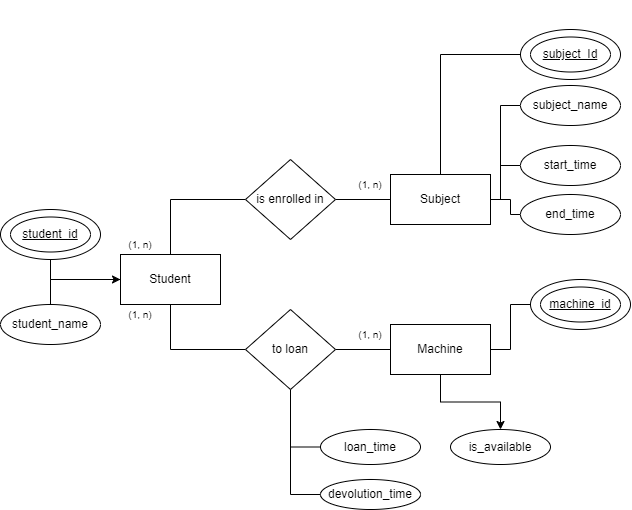 subject_Id
subject_name
start_time
is enrolled in
(1, n)
Subject
end_time
student_id
(1, n)
Student
(1, n)
student_name
to loan
(1, n)
Machine
machine_id
loan_time
is_available
devolution_time